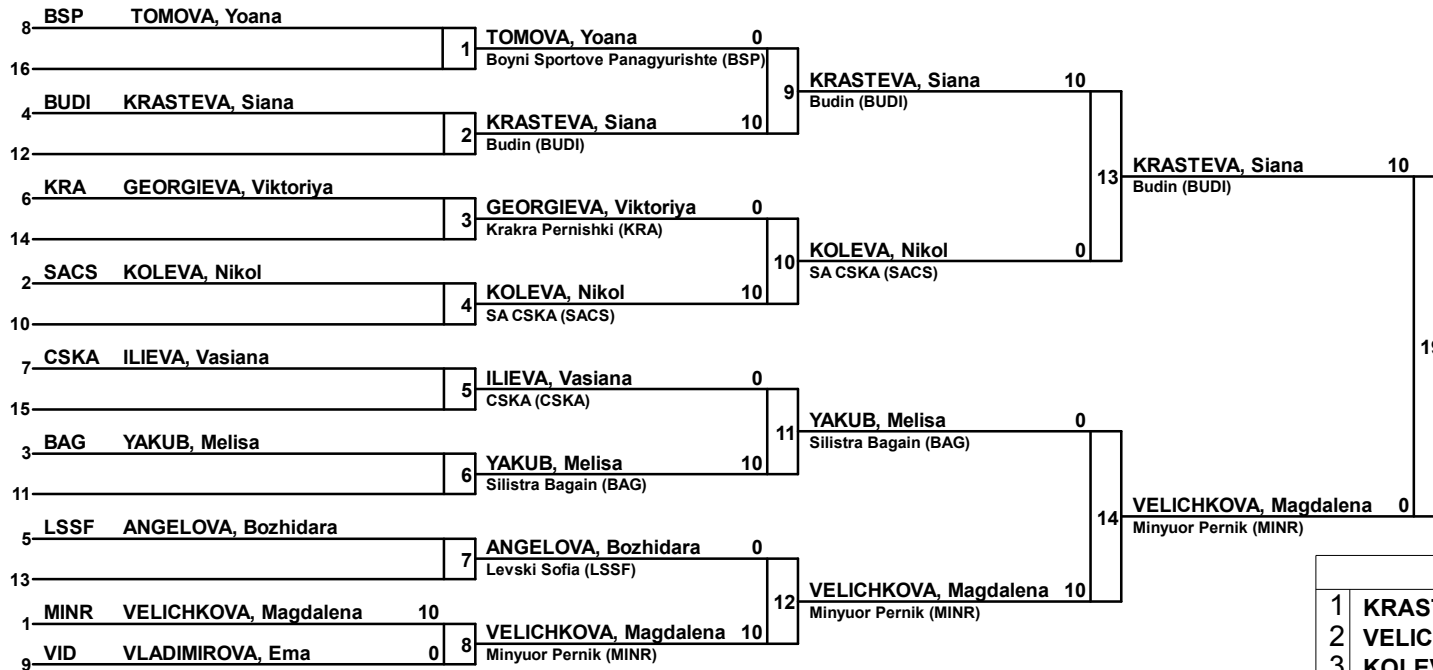 8 BSP TOMOVA, Yoana
16
1 TOMOVA, Yoana 0
Boyni Sportove Panagyurishte (BSP)
4 BUDI KRASTEVA, Siana
12
2 KRASTEVA, Siana 10
Budin (BUDI)
9 KRASTEVA, Siana 10
Budin (BUDI)
6 KRA GEORGIEVA, Viktoriya
14
3 GEORGIEVA, Viktoriya 0
Krakra Pernishki (KRA)
2 SACS KOLEVA, Nikol
10
4 KOLEVA, Nikol 10
SA CSKA (SACS)
10 KOLEVA, Nikol 0
SA CSKA (SACS)
13 KRASTEVA, Siana 10
Budin (BUDI)
7 CSKA ILIEVA, Vasiana
15
5 ILIEVA, Vasiana 0
CSKA (CSKA)
3 BAG YAKUB, Melisa
11
6 YAKUB, Melisa 10
Silistra Bagain (BAG)
11 YAKUB, Melisa 0
Silistra Bagain (BAG)
5 LSSF ANGELOVA, Bozhidara
13
7 ANGELOVA, Bozhidara 0
Levski Sofia (LSSF)
1 MINR VELICHKOVA, Magdalena 10
9 VID VLADIMIROVA, Ema 0
8 VELICHKOVA, Magdalena 10
Minyuor Pernik (MINR)
12 VELICHKOVA, Magdalena 10
Minyuor Pernik (MINR)
14 VELICHKOVA, Magdalena 0
Minyuor Pernik (MINR)
1 KRAST
2 VELIC
3 KOLEV